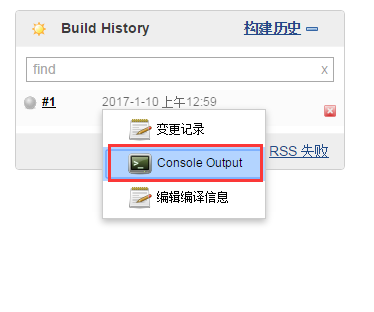 Build History 构建历史
find x
#1 2017-1-10 上午12:59
变更记录
Console Output
RSS 失败
编辑编译信息